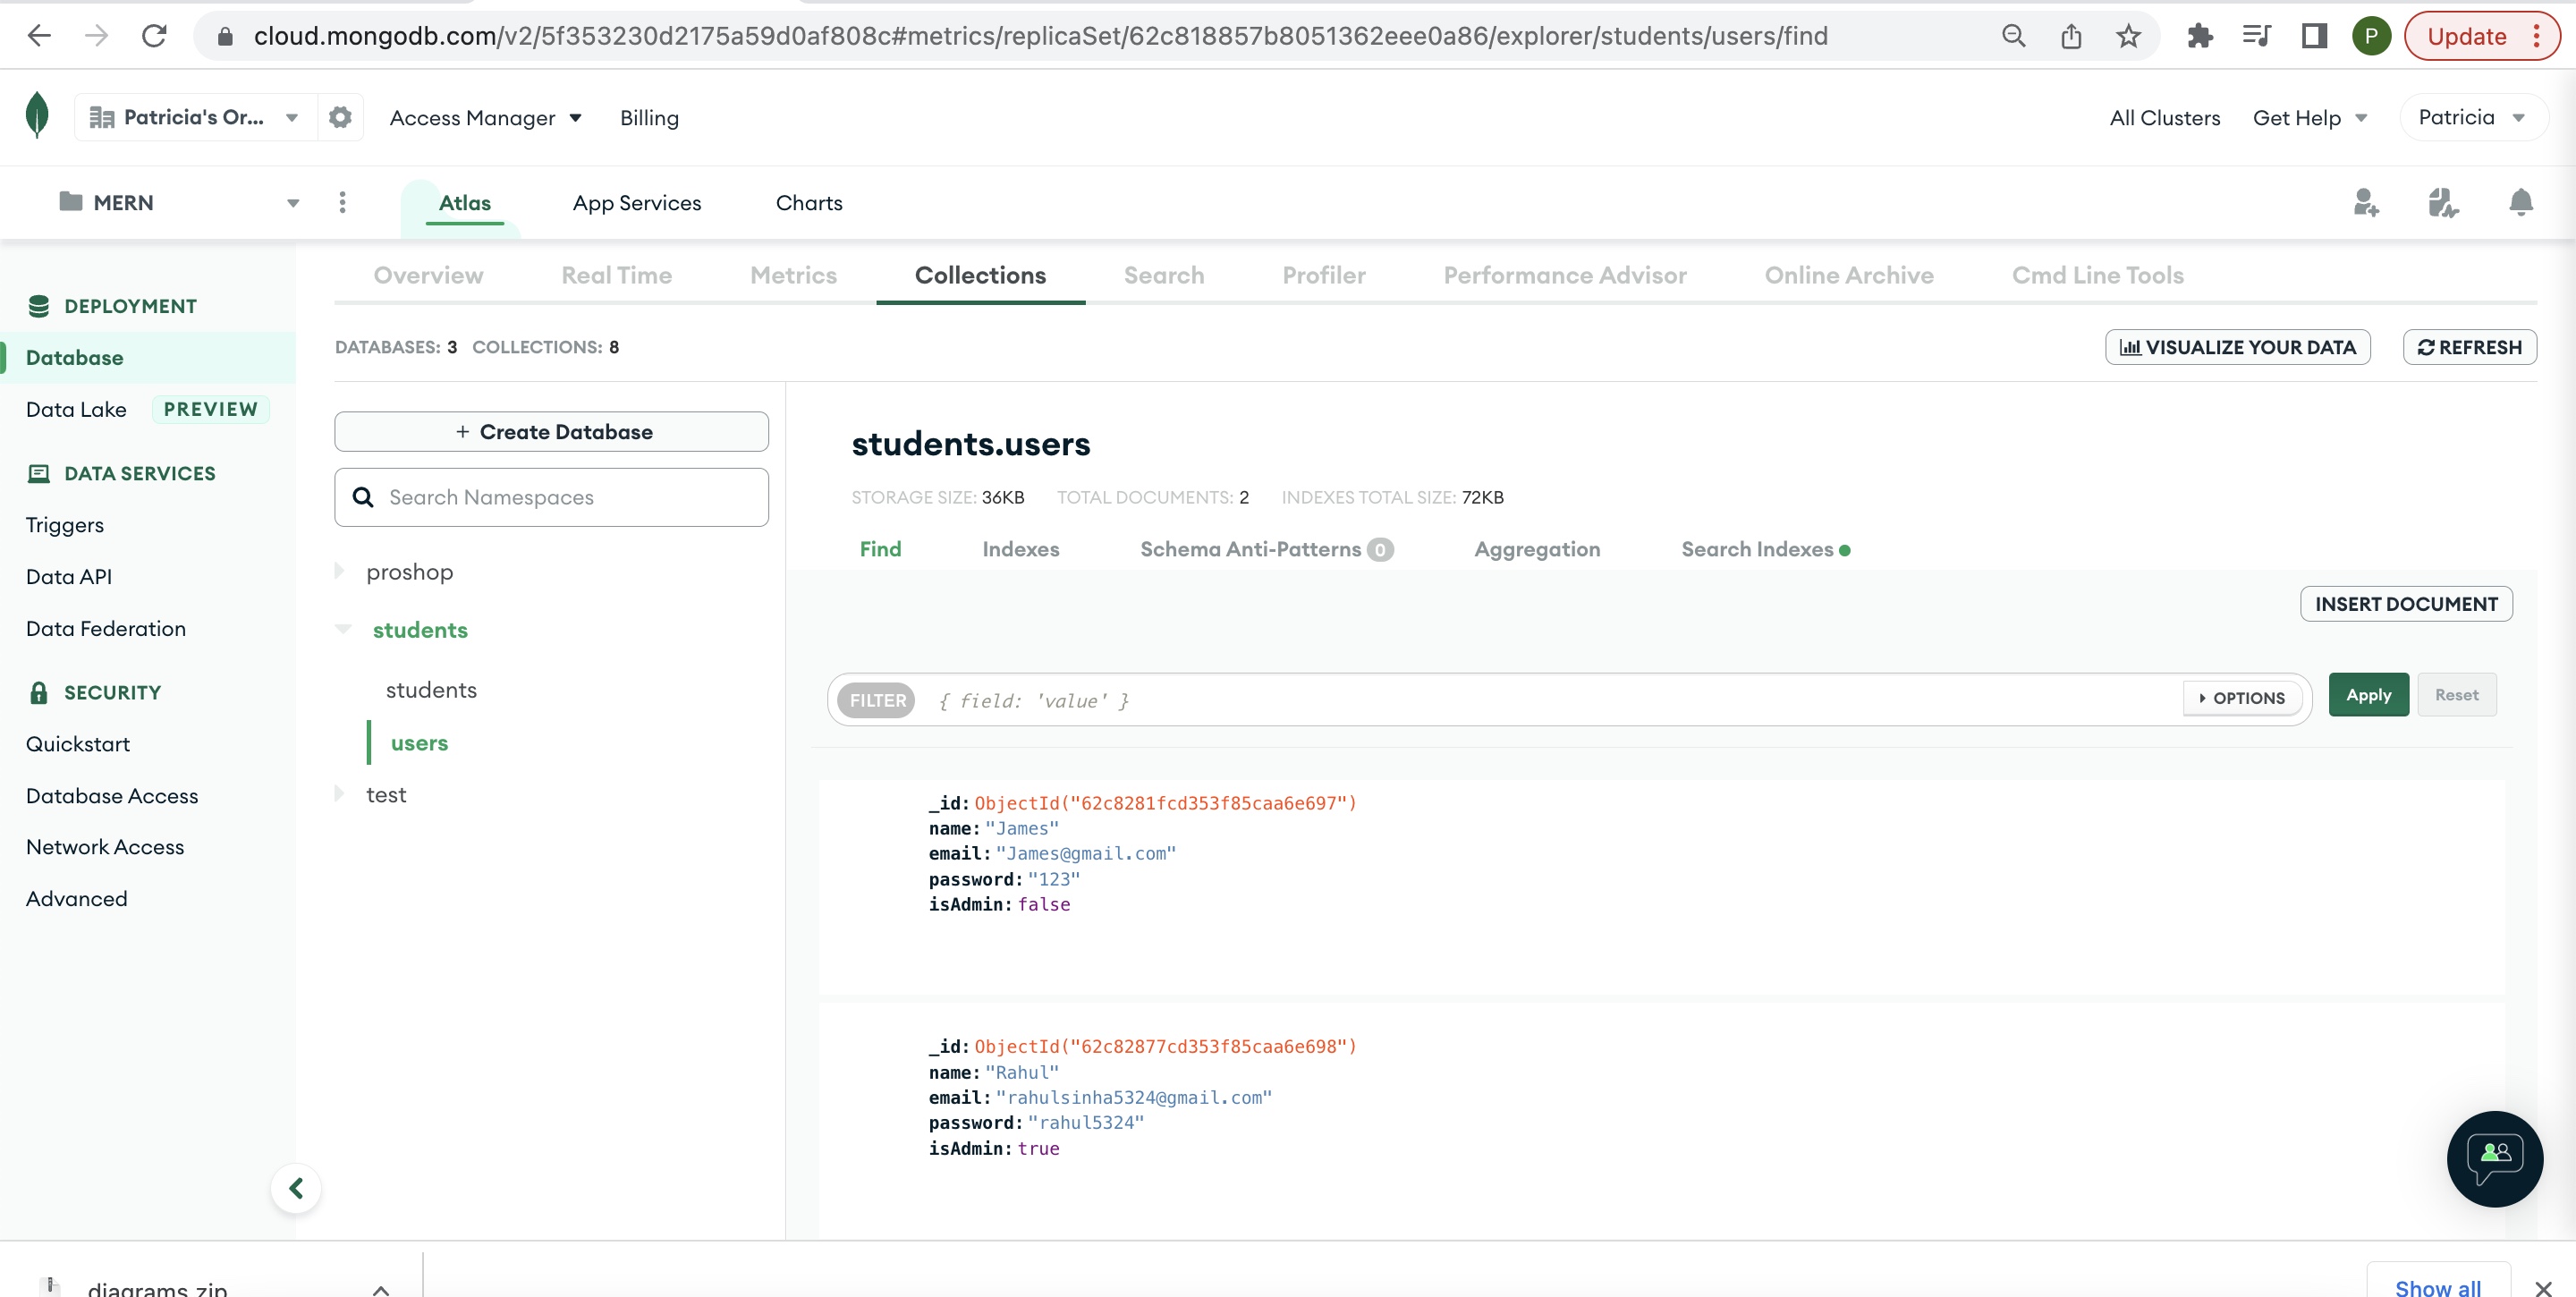 cloud.mongodb.com/v2/5f353230d2175a59d0af808c#metrics/replicaSet/62c818857b8051362eee0a86/explorer/students/users/find
P
Update
Patricia's Or...
Access Manager
Billing
All Clusters
Get Help
Patricia
MERN
Atlas
App Services
Charts
Overview
Real Time
Metrics
Collections
Search
Profiler
Performance Advisor
Online Archive
Cmd Line Tools
DEPLOYMENT
Database
Data Lake PREVIEW
DATA SERVICES
Triggers
Data API
Data Federation
SECURITY
Quickstart
Database Access
Network Access
Advanced
DATABASES: 3 COLLECTIONS: 8
VISUALIZE YOUR DATA
REFRESH
+ Create Database
Search Namespaces
proshop
students
students
users
test
students.users
STORAGE SIZE: 36KB TOTAL DOCUMENTS: 2 INDEXES TOTAL SIZE: 72KB
Find
Indexes
Schema Anti-Patterns 0
Aggregation
Search Indexes
INSERT DOCUMENT
FILTER { field: 'value' }
OPTIONS
Apply
Reset
_id: ObjectId("62c8281fcd353f85caa6e697")
name: "James"
email: "James@gmail.com"
password: "123"
isAdmin: false
_id: ObjectId("62c82877cd353f85caa6e698")
name: "Rahul"
email: "rahulsinha5324@gmail.com"
password: "rahul5324"
isAdmin: true
diagrams.zip
Show all